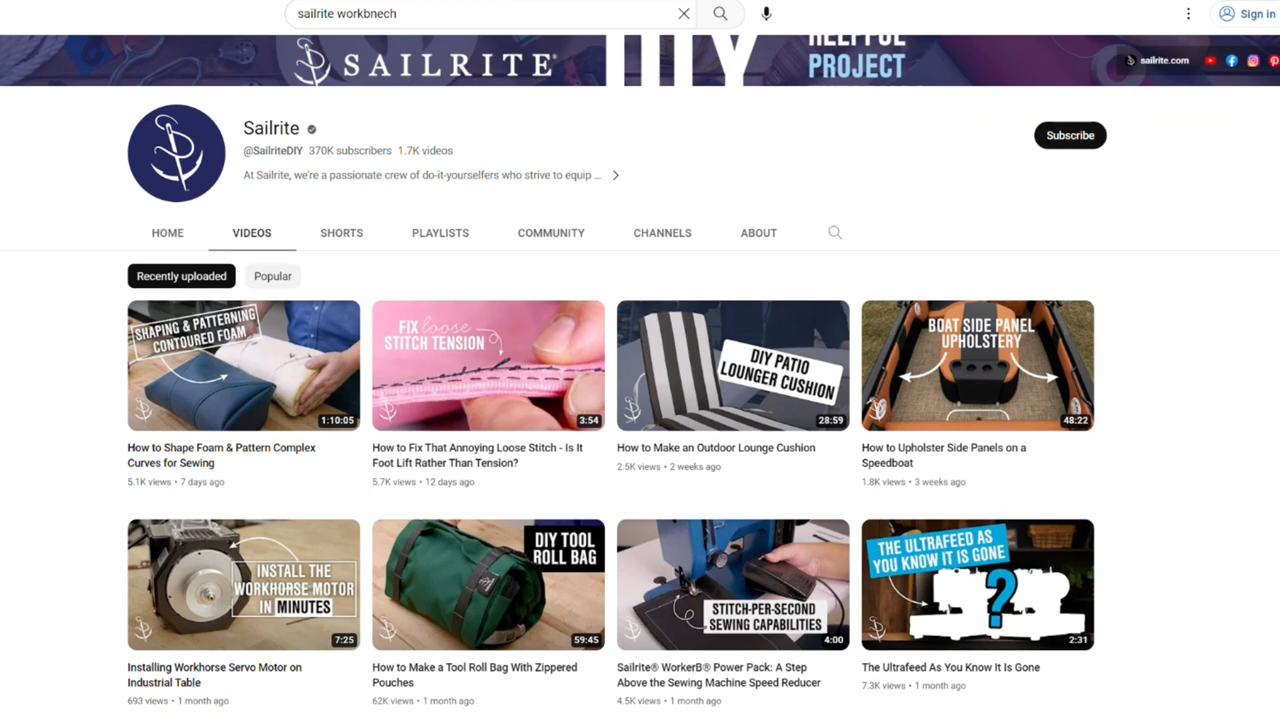 sailrite workbnech
Sign in
SAILRITE
DIY
HELPFUL
PROJECT
sailrite.com
Sailrite
@SailriteDIY 370K subscribers 1.7K videos
At Sailrite, we're a passionate crew of do-it-yourselfers who strive to equip ...
Subscribe
HOME VIDEOS SHORTS PLAYLISTS COMMUNITY CHANNELS ABOUT
Recently uploaded Popular
SHAPING & PATTERNING
CONTOURED FOAM
1:10:05
FIX loose
STITCH TENSION
3:54
DIY PATIO
LOUNGER CUSHION
28:59
BOAT SIDE PANEL
UPHOLSTERY
48:22
How to Shape Foam & Pattern Complex
Curves for Sewing
5.1K views • 7 days ago
How to Fix That Annoying Loose Stitch - Is It
Foot Lift Rather Than Tension?
5.7K views • 12 days ago
How to Make an Outdoor Lounge Cushion
2.5K views • 2 weeks ago
How to Upholster Side Panels on a
Speedboat
1.8K views • 3 weeks ago
INSTALL THE
WORKHORSE MOTOR
IN MINUTES
7:25
DIY TOOL
ROLL BAG
59:45
STITCH-PER-SECOND
SEWING CAPABILITIES
4:00
THE ULTRAFEED AS
YOU KNOW IT IS GONE
?
2:31
Installing Workhorse Servo Motor on
Industrial Table
693 views • 1 month ago
How to Make a Tool Roll Bag With Zippered
Pouches
62K views • 1 month ago
Sailrite® WorkerB® Power Pack: A Step
Above the Sewing Machine Speed Reducer
4.5K views • 1 month ago
The Ultrafeed As You Know It Is Gone
7.3K views • 1 month ago